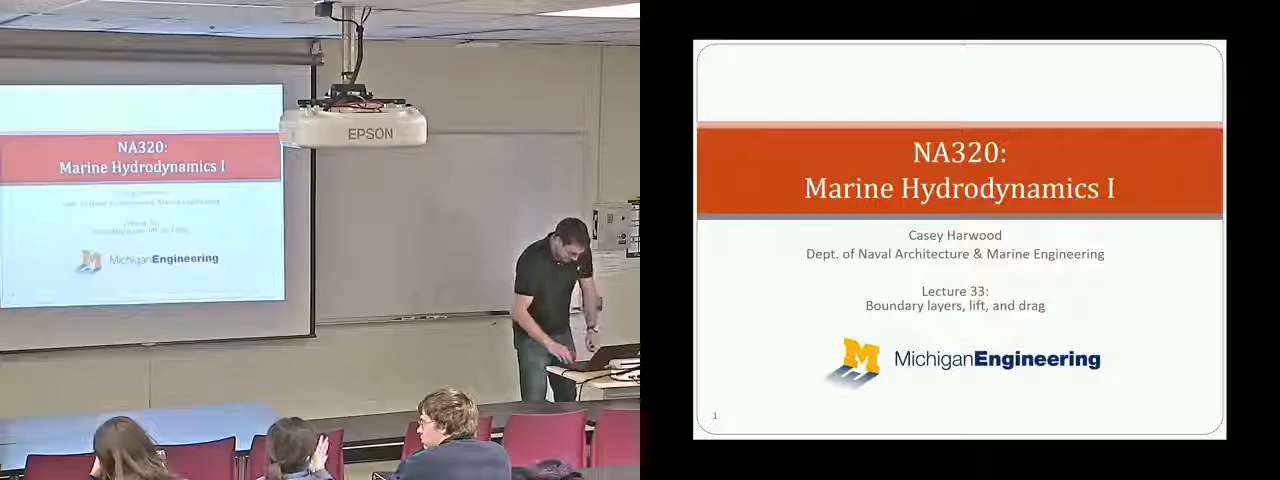 EPSON
NA320:
Marine Hydrodynamics I
MichiganEngineering
NA320:
Marine Hydrodynamics I
Casey Harwood
Dept. of Naval Architecture & Marine Engineering
Lecture 33:
Boundary layers, lift, and drag
M MichiganEngineering
1